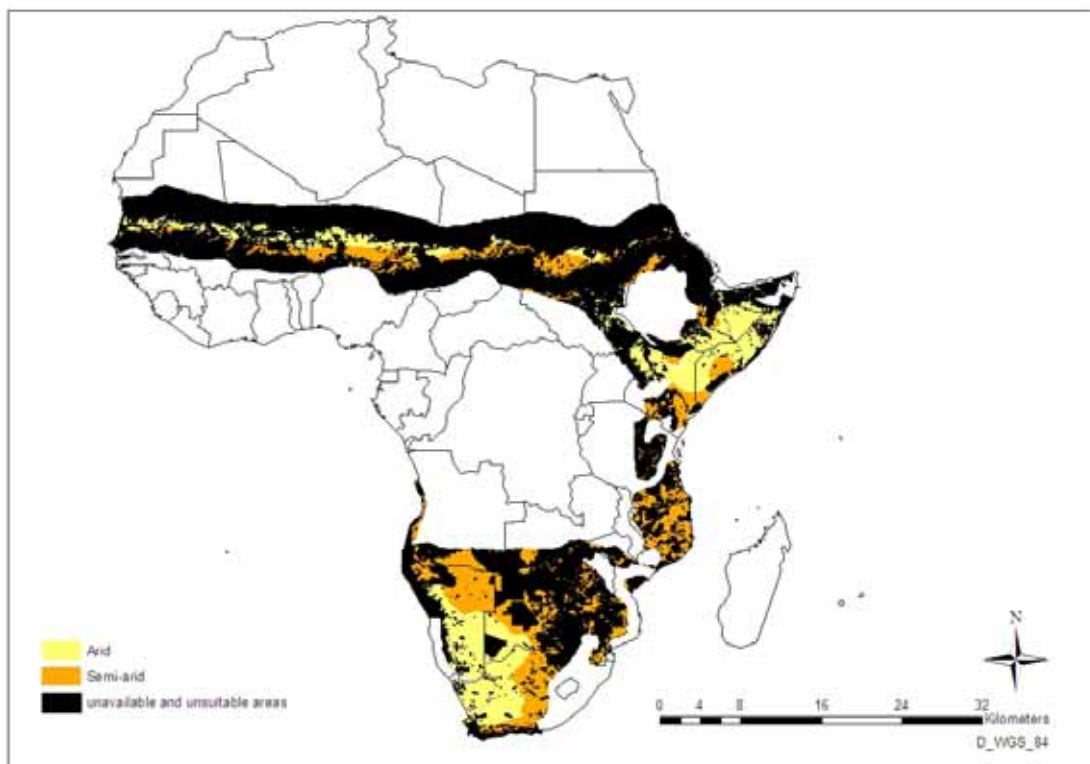 Arid
Semi-arid
unavailable and unsuitable areas
N
0 4 8 16 24 32
Kilometers
D_WGS_84